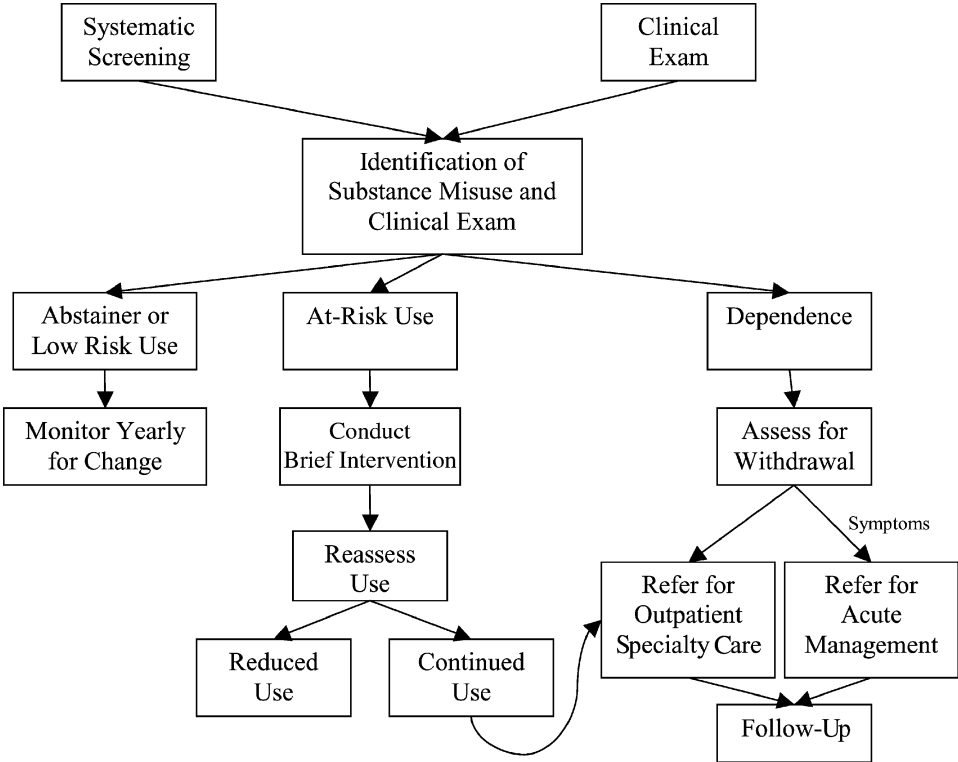 Systematic
Screening
Clinical
Exam
Identification of
Substance Misuse and
Clinical Exam
Abstainer or
Low Risk Use
At-Risk Use
Dependence
Monitor Yearly
for Change
Conduct
Brief Intervention
Assess for
Withdrawal
Symptoms
Reassess
Use
Refer for
Outpatient
Specialty Care
Refer for
Acute
Management
Reduced
Use
Continued
Use
Follow-Up